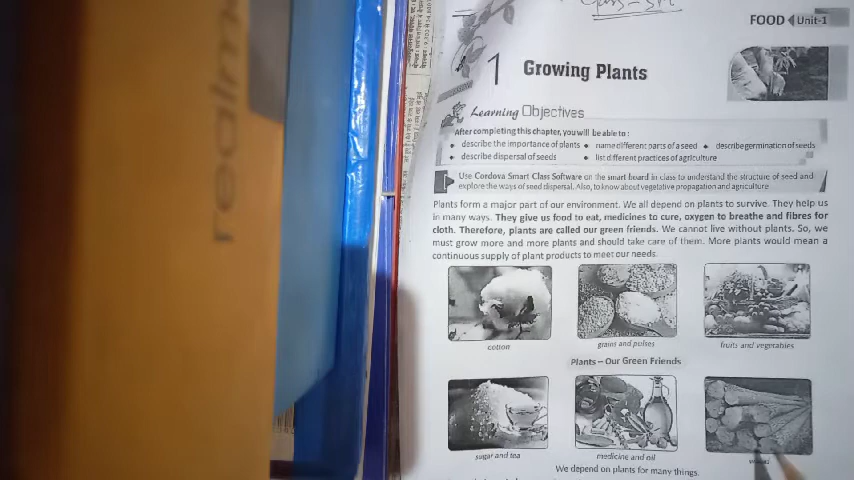 FOOD Unit-1
1 Growing Plants
Learning Objectives
After completing this chapter, you will be able to :
• describe the importance of plants • name different parts of a seed • describe germination of seeds
• describe dispersal of seeds • list different practices of agriculture
Use Cordova Smart Class Software on the smart board in class to understand the structure of seed and
explore the ways of seed dispersal. Also, to know about vegetative propagation and agriculture
Plants form a major part of our environment. We all depend on plants to survive. They help us
in many ways. They give us food to eat, medicines to cure, oxygen to breathe and fibres for
cloth. Therefore, plants are called our green friends. We cannot live without plants. So, we
must grow more and more plants and should take care of them. More plants would mean a
continuous supply of plant products to meet our needs.
cotton
grains and pulses
fruits and vegetables
Plants – Our Green Friends
sugar and tea
medicine and oil
We depend on plants for many things.
realme